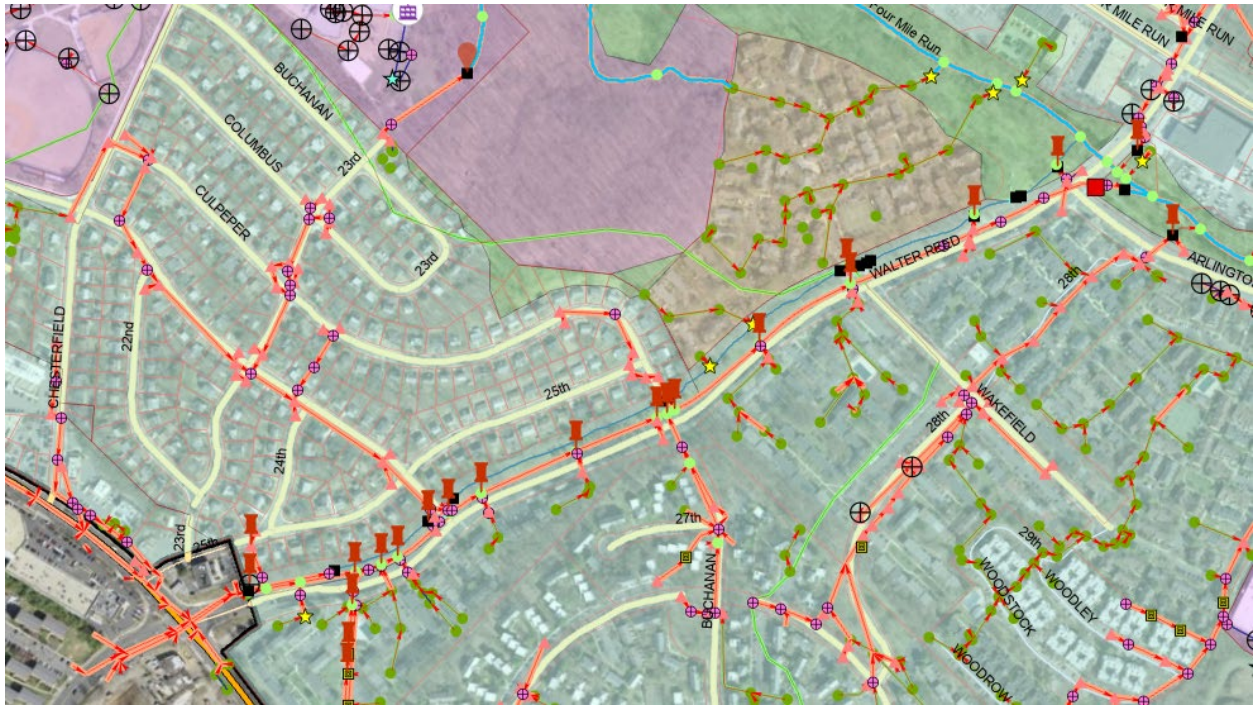 Four Mile Run
R MILE RUN
R MILE RUN
BUCHANAN
COLUMBUS
23rd
CULPEPER
23rd
WALTER REED
28th
ARLINGTO
CHESTERFIELD
22nd
25th
WAKEFIELD
28th
24th
27th
23rd
25th
29th
BUCHANAN
WOODSTOCK
WOODLEY
WOODROW